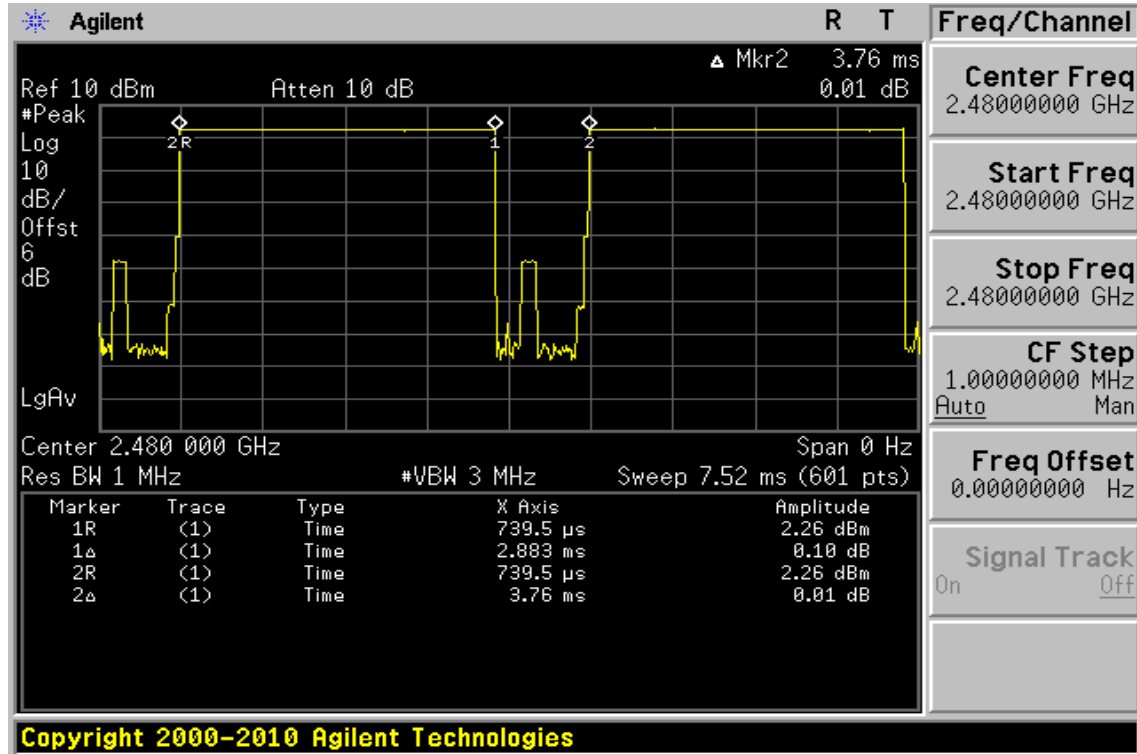 Agilent R T Freq/Channel
▵ Mkr2 3.76 ms
Ref 10 dBm Atten 10 dB 0.01 dB
#Peak
Log
10
dB/
Offst
6
dB
LgAv
2R 1 2
Center 2.480 000 GHz Span 0 Hz
Res BW 1 MHz #VBW 3 MHz Sweep 7.52 ms (601 pts)
Marker Trace Type X Axis Amplitude
1R (1) Time 739.5 µs 2.26 dBm
1▵ (1) Time 2.883 ms 0.10 dB
2R (1) Time 739.5 µs 2.26 dBm
2▵ (1) Time 3.76 ms 0.01 dB
Center Freq
2.48000000 GHz
Start Freq
2.48000000 GHz
Stop Freq
2.48000000 GHz
CF Step
1.00000000 MHz
Auto Man
Freq Offset
0.00000000 Hz
Signal Track
On Off
Copyright 2000-2010 Agilent Technologies